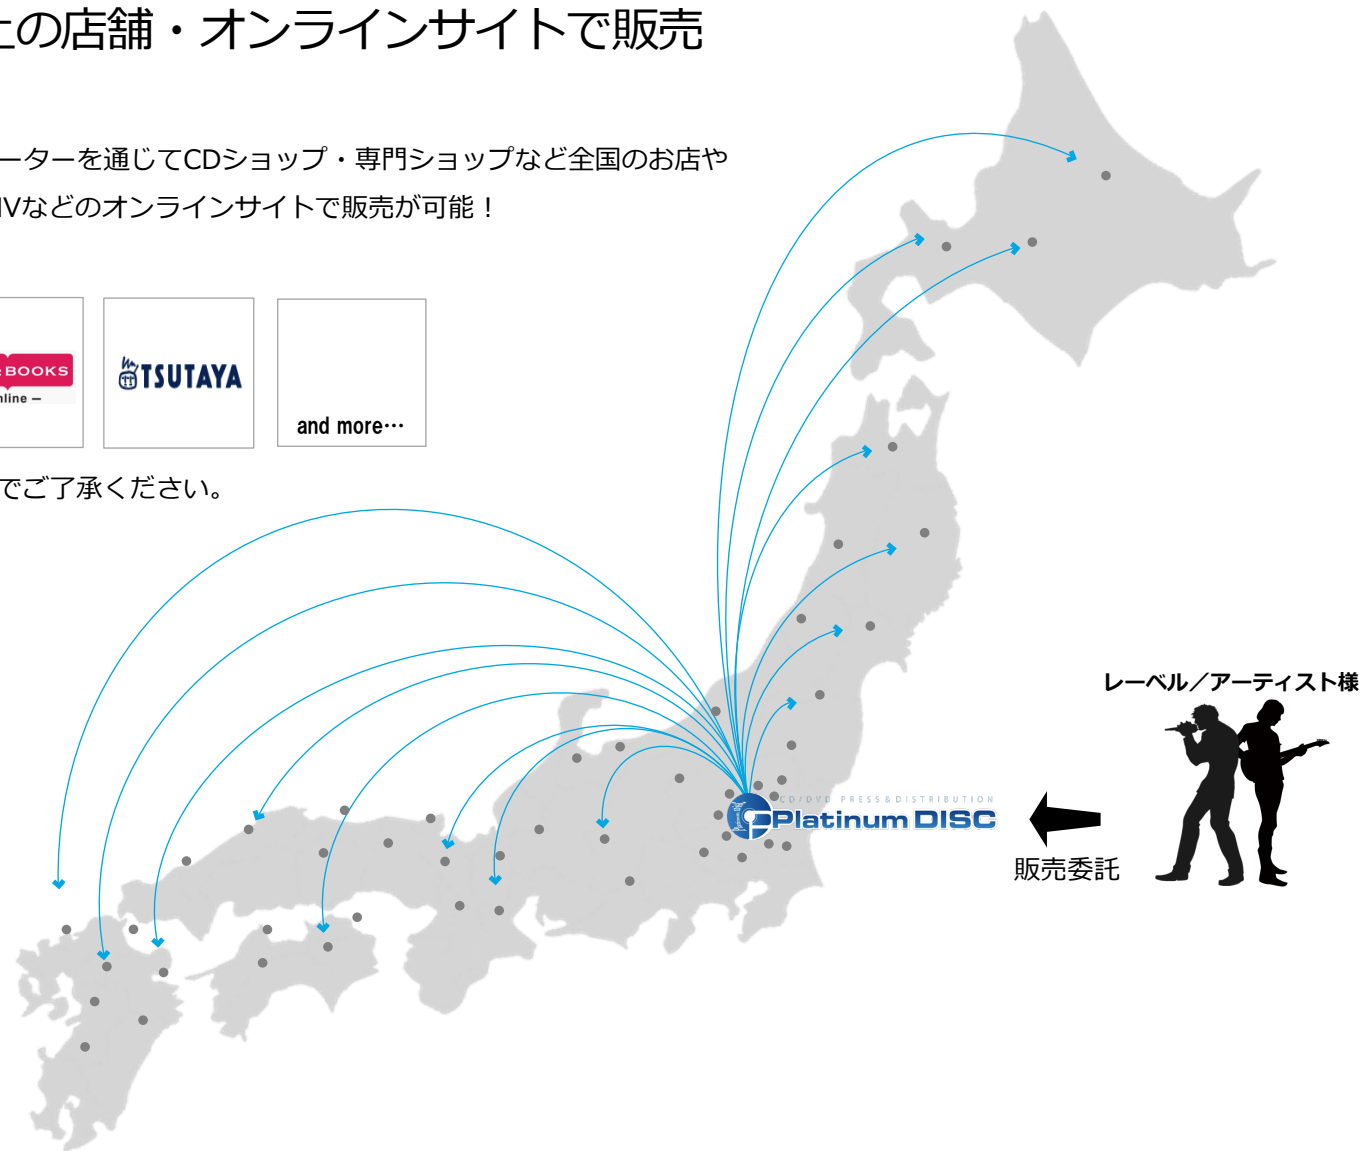 の店舗・オンラインサイトで販売
ーターを通じてCDショップ・専門ショップなど全国のお店や
MVなどのオンラインサイトで販売が可能！
BOOKS
nline –
TSUTAYA
and more…
でご了承ください。
レーベル／アーティスト様
CD/DVD PRESS&DISTRIBUTION
Platinum DISC
販売委託